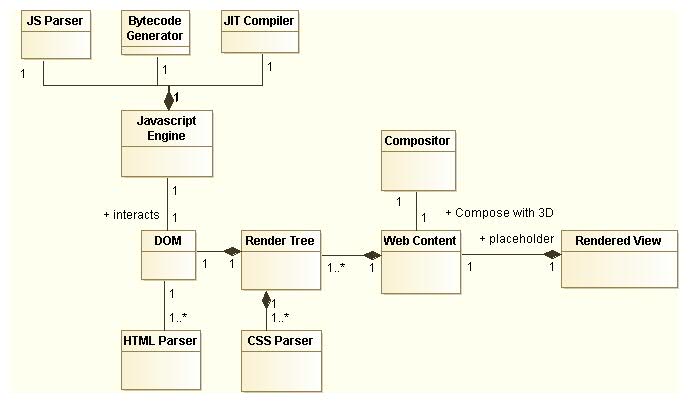 JS Parser
Bytecode
Generator
JIT Compiler
1
1
1
1
Javascript
Engine
1
+ interacts
1
Compositor
1
1
+ Compose with 3D
+ placeholder
DOM
1
1
Render Tree
1..*
1
Web Content
1
1
Rendered View
1
1..*
1
1..*
HTML Parser
CSS Parser